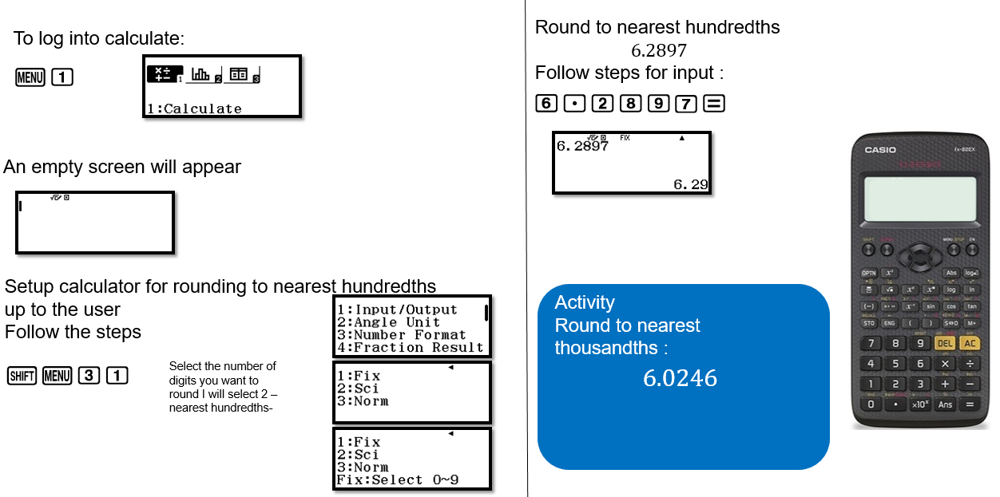 To log into calculate:
MENU 1
1 2 3
1:Calculate
An empty screen will appear
Setup calculator for rounding to nearest hundredths
up to the user
Follow the steps
SHIFT MENU 3 1
Select the number of
digits you want to
round I will select 2 –
nearest hundredths-
1:Input/Output
2:Angle Unit
3:Number Format
4:Fraction Result
1:Fix
2:Sci
3:Norm
1:Fix
2:Sci
3:Norm
Fix:Select 0~9
Round to nearest hundredths
6.2897
Follow steps for input :
6 . 2 8 9 7 =
FIX
6.2897
6.29
Activity
Round to nearest
thousandths :
6.0246
CASIO fx-82EX
OPTN Abs
log ln
(−) sin cos tan
STO ENG ( ) S⇔D M+
7 8 9 DEL AC
4 5 6 × ÷
1 2 3 + −
0 . ×10ˣ Ans =